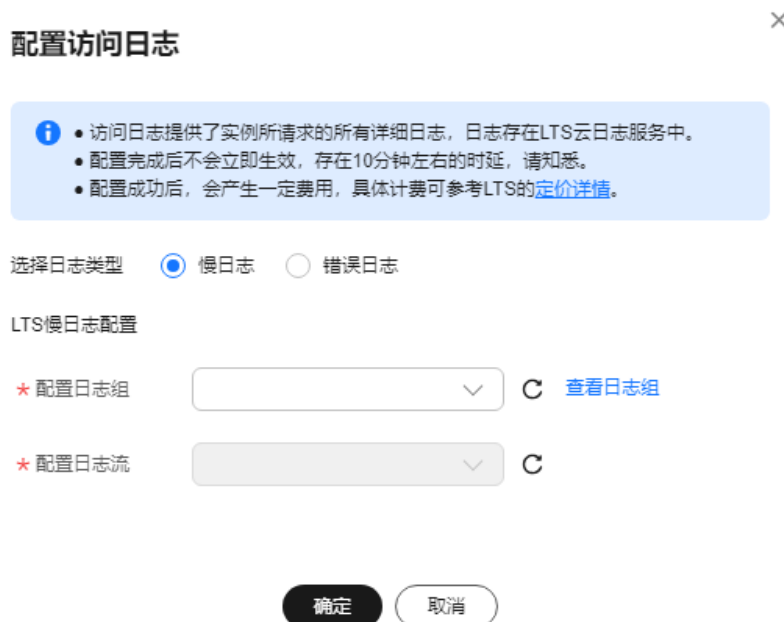 配置访问日志
● 访问日志提供了实例所请求的所有详细日志，日志存在LTS云日志服务中。
● 配置完成后不会立即生效，存在10分钟左右的时延，请知悉。
● 配置成功后，会产生一定费用，具体计费可参考LTS的定价详情。
选择日志类型 慢日志 错误日志
LTS慢日志配置
* 配置日志组 查看日志组
* 配置日志流
确定 取消